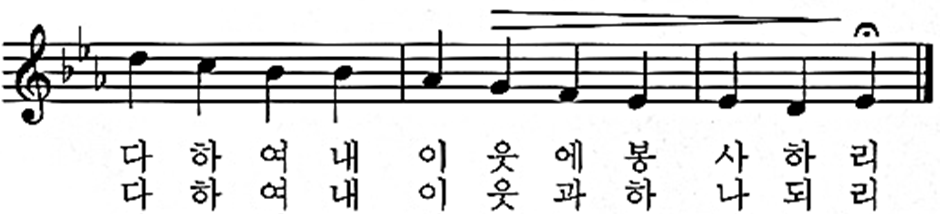 다 하 여 내 이 웃 에 봉 사 하 리
다 하 여 내 이 웃 과 하 나 되 리